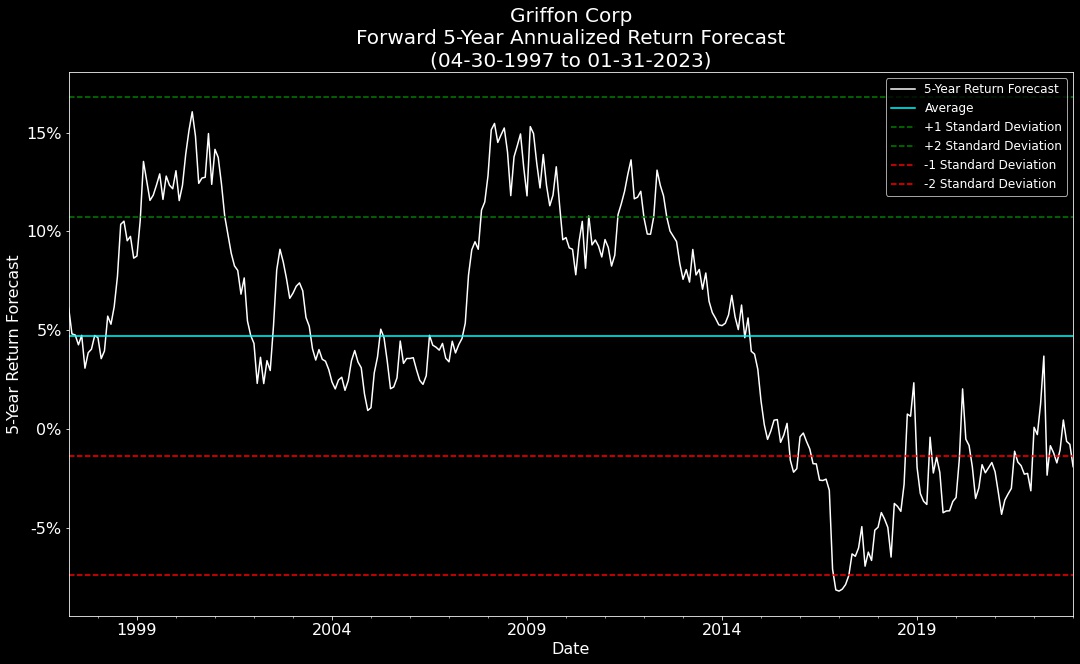 Griffon Corp
Forward 5-Year Annualized Return Forecast
(04-30-1997 to 01-31-2023)
5-Year Return Forecast
Average
+1 Standard Deviation
+2 Standard Deviation
-1 Standard Deviation
-2 Standard Deviation
5-Year Return Forecast
15%
10%
5%
0%
-5%
1999 2004 2009 2014 2019
Date